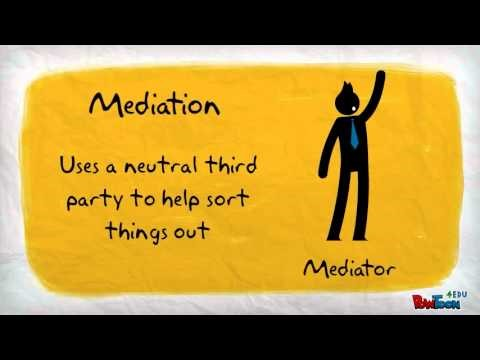 Mediation
Uses a neutral third
party to help sort
things out
Mediator
4EDU
PowToon